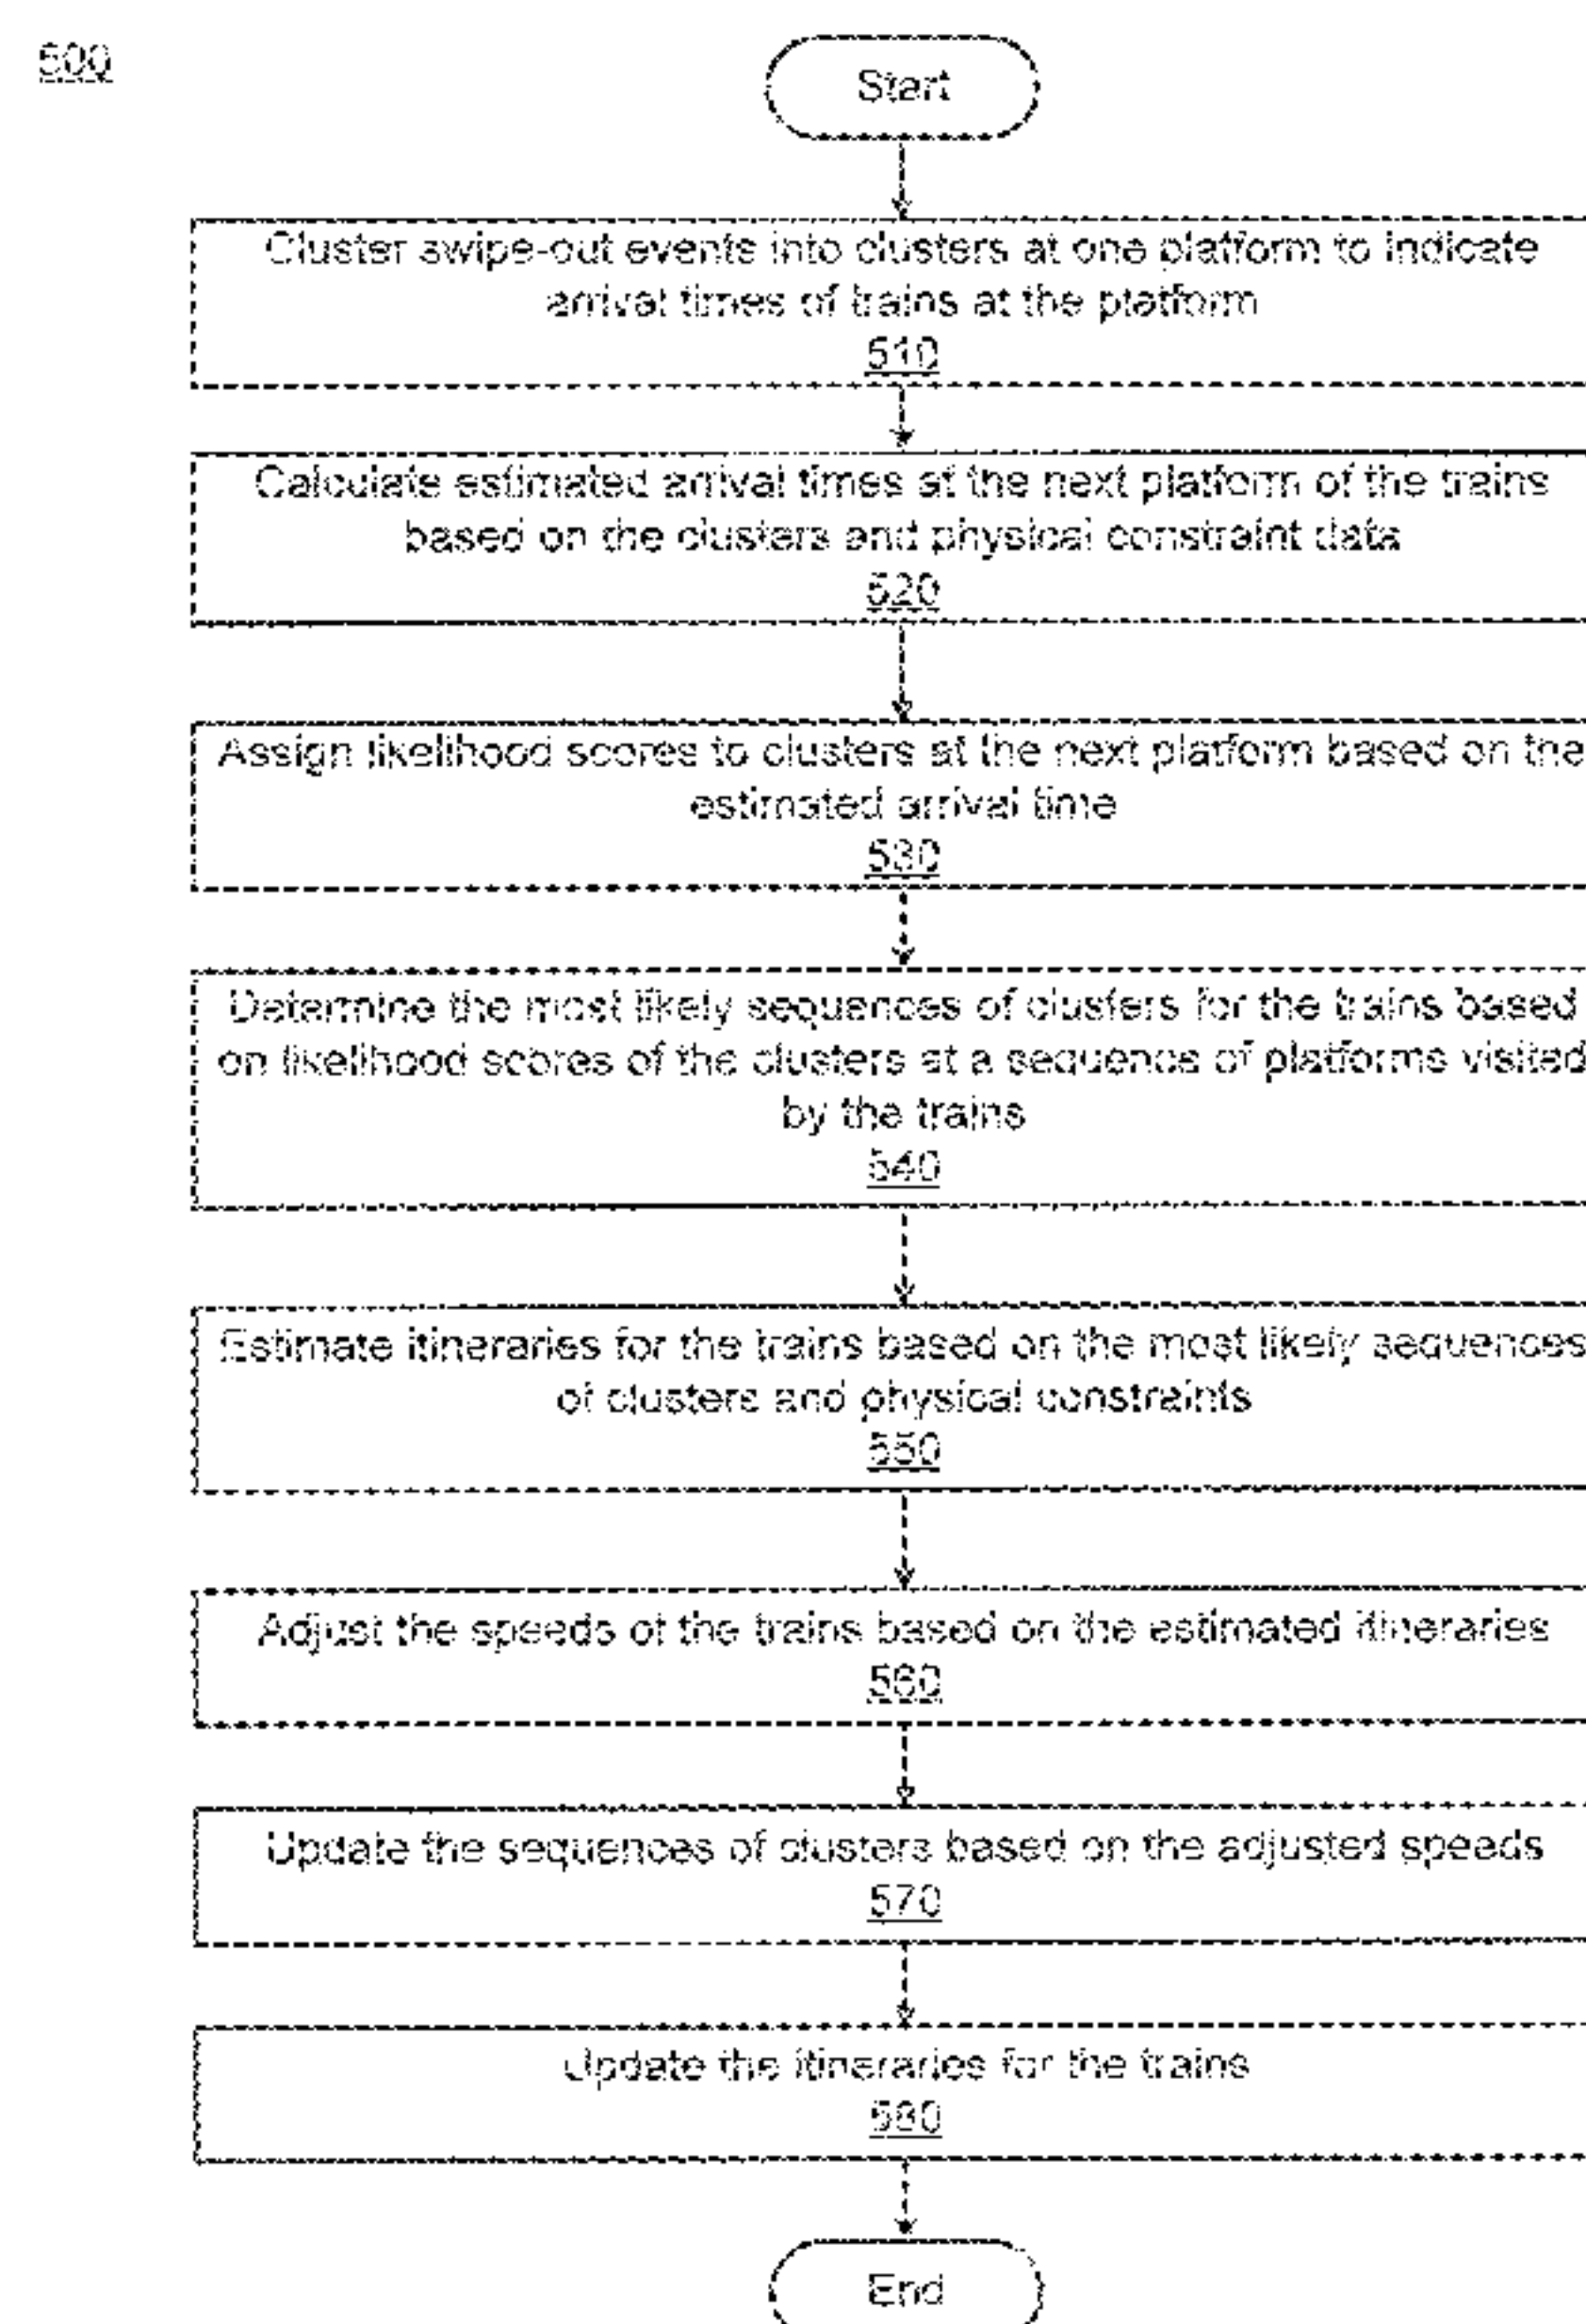 500
Start
Cluster swipe-out events into clusters at one platform to indicate
arrival times of trains at the platform
510
Calculate estimated arrival times at the next platform of the trains
based on the clusters and physical constraint data
520
Assign likelihood scores to clusters at the next platform based on the
estimated arrival time
530
Determine the most likely sequences of clusters for the trains based
on likelihood scores of the clusters at a sequence of platforms visited
by the trains
540
Estimate itineraries for the trains based on the most likely sequences
of clusters and physical constraints
550
Adjust the speeds of the trains based on the estimated itineraries
560
Update the sequences of clusters based on the adjusted speeds
570
Update the itineraries for the trains
580
End